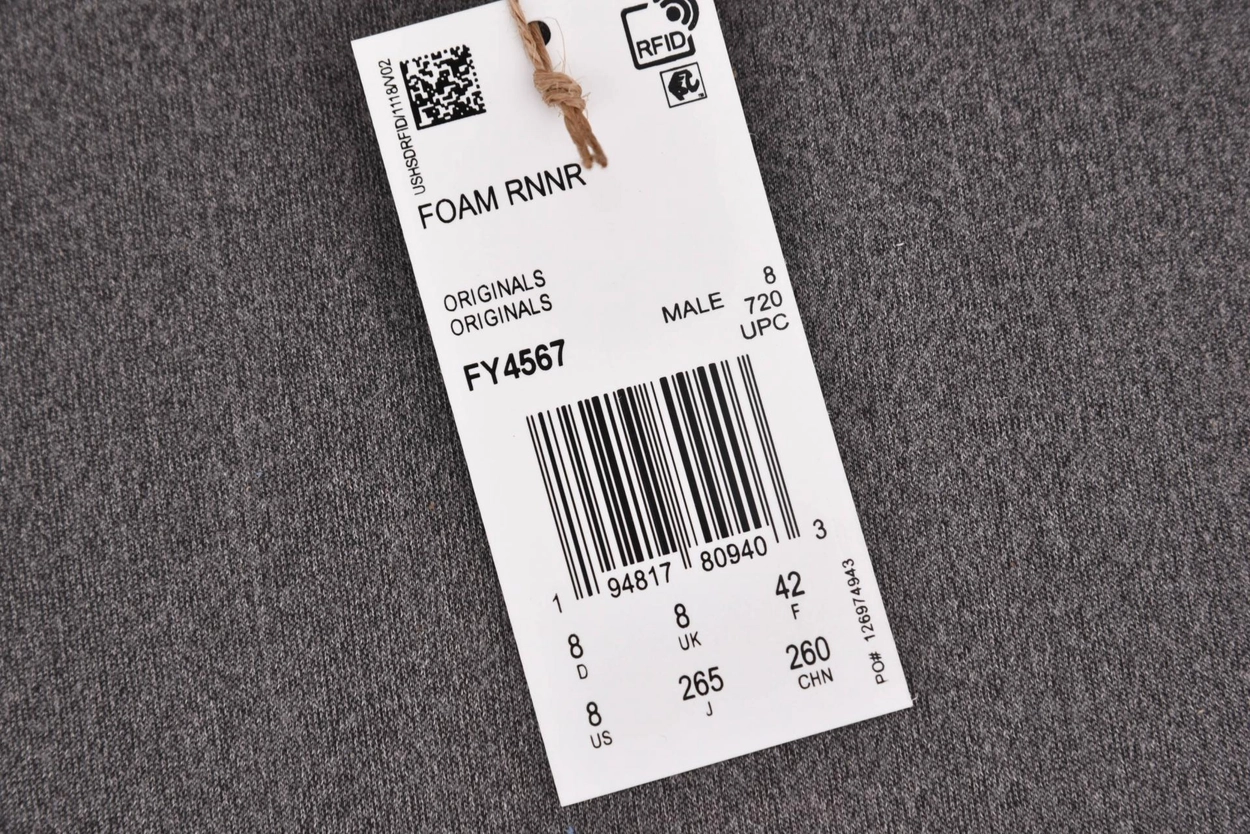 RFID
USHSDRFID/1118/V02
FOAM RNNR
ORIGINALS
ORIGINALS
8
MALE 720
UPC
FY4567
1 94817 80940 3
8 8 42
D UK F
8 265 260
US J CHN
PO# 126974943